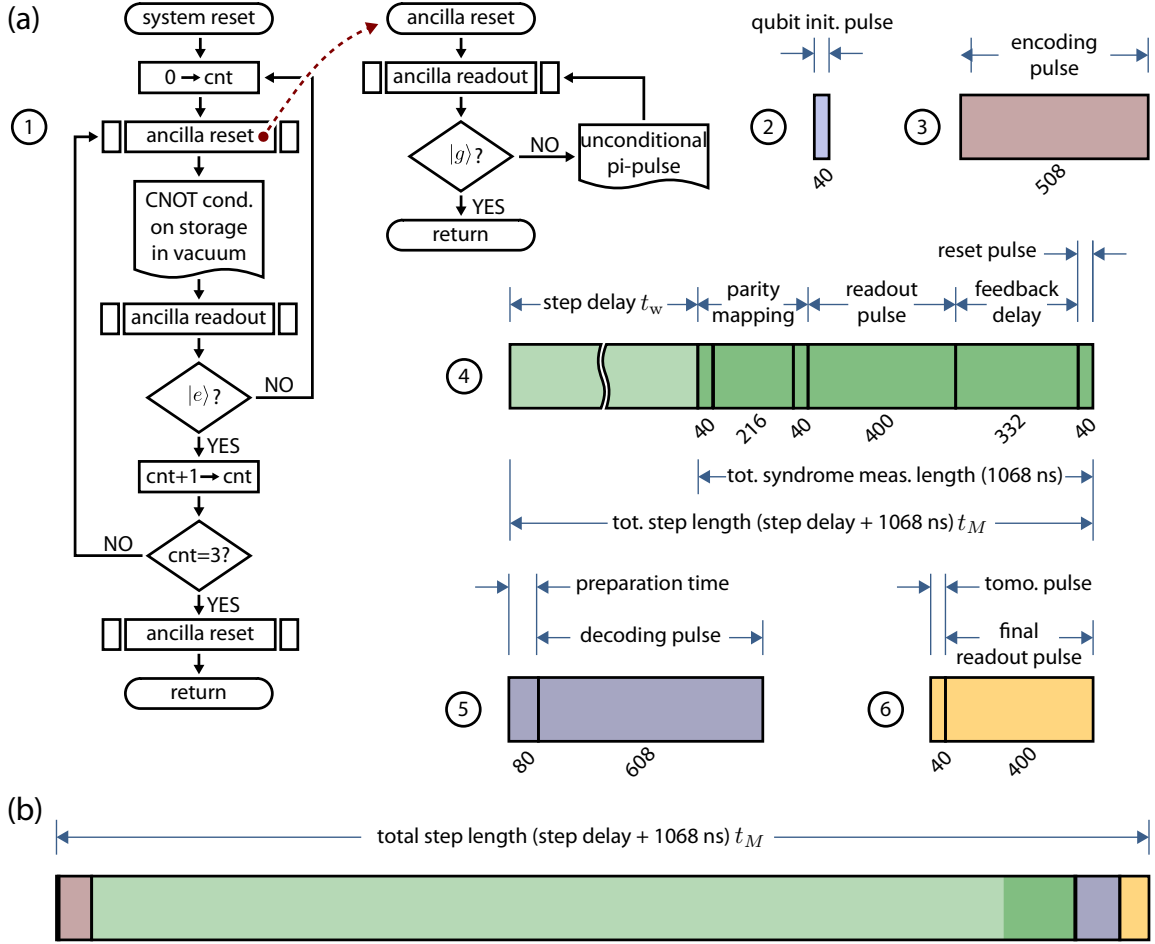 (a)
system reset
0 → cnt
1
ancilla reset
CNOT cond.
on storage
in vacuum
ancilla readout
|e⟩ ?
NO
YES
cnt+1 → cnt
cnt=3?
NO
YES
ancilla reset
return
ancilla reset
ancilla readout
|g⟩ ?
NO
unconditional
pi-pulse
YES
return
qubit init. pulse
2
40
encoding
pulse
3
508
reset pulse
step delay t_w
parity
mapping
readout
pulse
feedback
delay
4
40
216
40
400
332
40
tot. syndrome meas. length (1068 ns)
tot. step length (step delay + 1068 ns) t_M
preparation time
decoding pulse
5
80
608
tomo. pulse
final
readout pulse
6
40
400
(b)
total step length (step delay + 1068 ns) t_M